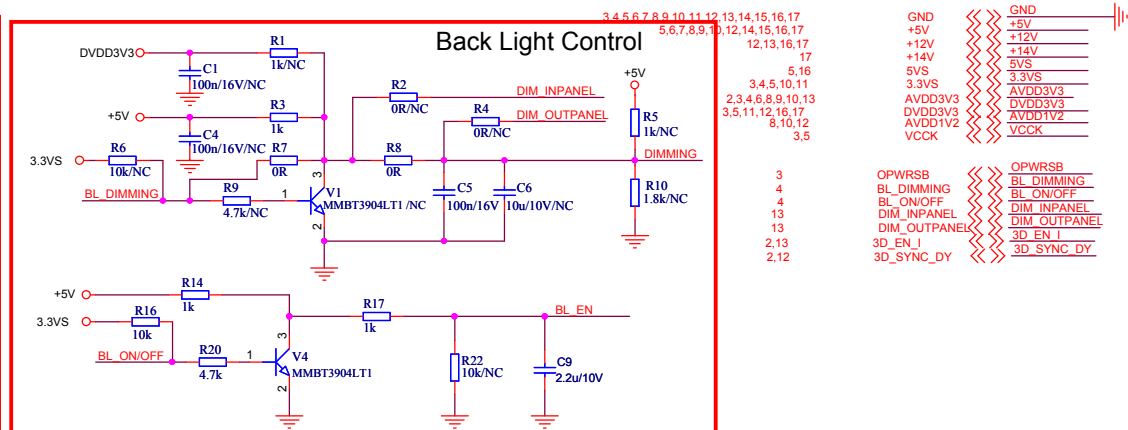 Back Light Control
DVDD3V3
R1
1k/NC
C1
100n/16V/NC
R2
0R/NC
DIM_INPANEL
+5V
R3
1k
R4
0R/NC
DIM_OUTPANEL
+5V
R5
1k/NC
C4
100n/16V/NC
3.3VS
R6
10k/NC
R7
0R
R8
0R
DIMMING
BL_DIMMING
R9
4.7k/NC
1
3
2
V1
MMBT3904LT1 /NC
C5
100n/16V
C6
10u/10V/NC
R10
1.8k/NC
+5V
R14
1k
3.3VS
R16
10k
R17
1k
BL_EN
BL_ON/OFF
R20
4.7k
1
3
2
V4
MMBT3904LT1
R22
10k/NC
C9
2.2u/10V
3,4,5,6,7,8,9,10,11,12,13,14,15,16,17 GND GND
5,6,7,8,9,10,12,14,15,16,17 +5V +5V
12,13,16,17 +12V +12V
17 +14V +14V
5,16 5VS 5VS
3,4,5,10,11 3.3VS 3.3VS
2,3,4,6,8,9,10,13 AVDD3V3 AVDD3V3
3,5,11,12,16,17 DVDD3V3 DVDD3V3
8,10,12 AVDD1V2 AVDD1V2
3,5 VCCK VCCK
3 OPWRSB OPWRSB
4 BL_DIMMING BL_DIMMING
4 BL_ON/OFF BL_ON/OFF
13 DIM_INPANEL DIM_INPANEL
13 DIM_OUTPANEL DIM_OUTPANEL
2,13 3D_EN_I 3D_EN_I
2,12 3D_SYNC_DY 3D_SYNC_DY